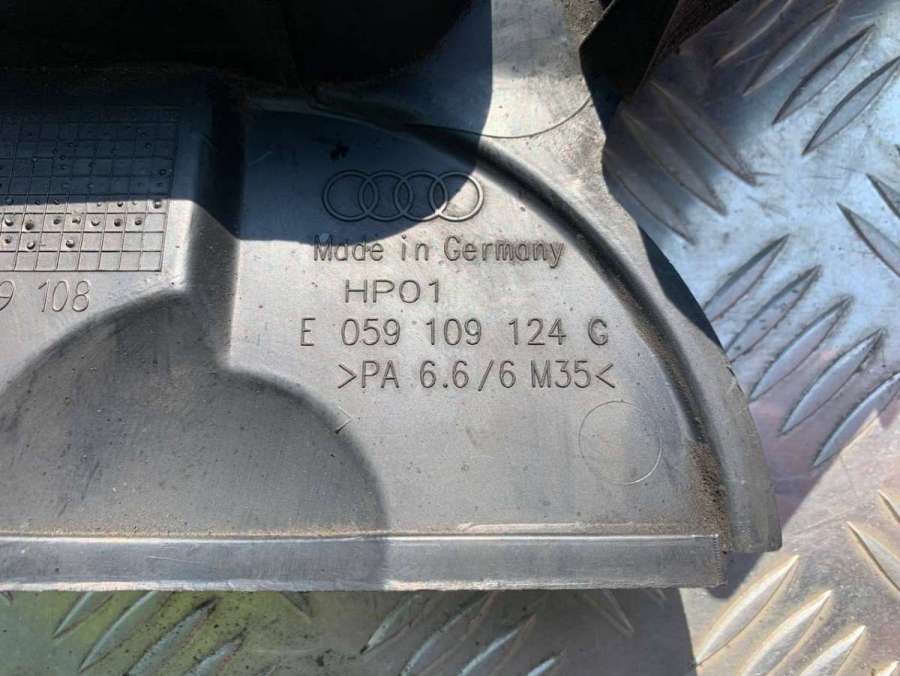 Made in Germany
HP01
9 108
E 059 109 124 G
>PA 6.6/6 M35<